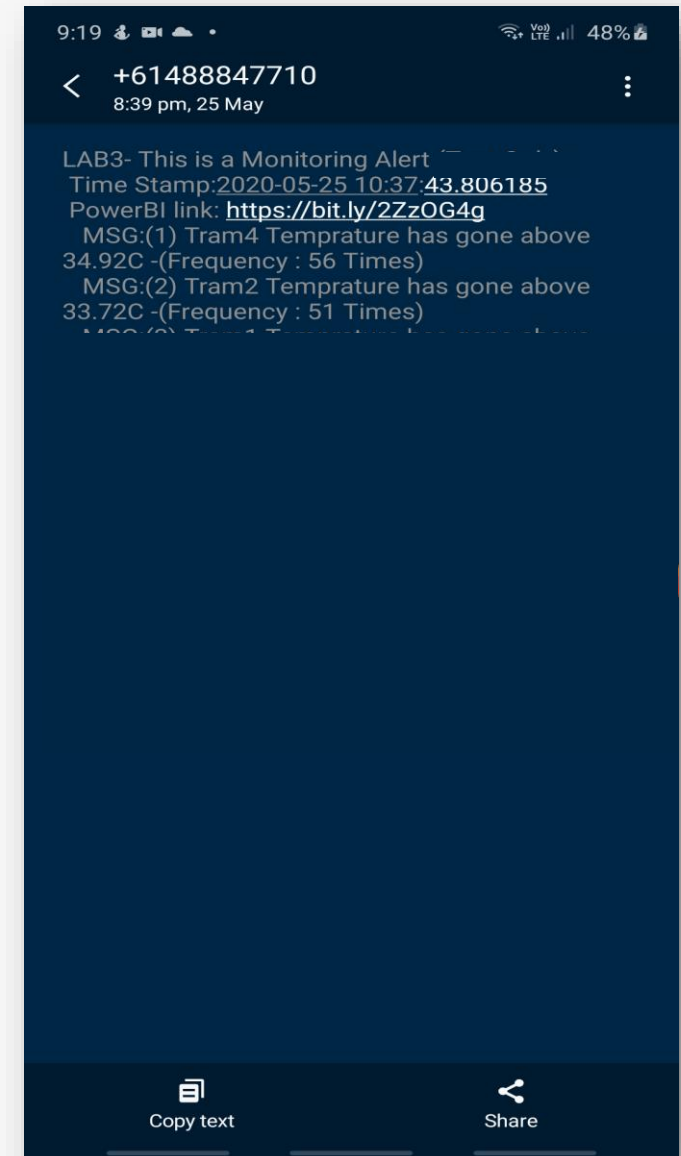 9:19 48%
Vo))
LTE
+61488847710
8:39 pm, 25 May
LAB3- This is a Monitoring Alert
Time Stamp:2020-05-25 10:37:43.806185
PowerBI link: https://bit.ly/2ZzOG4g
MSG:(1) Tram4 Temprature has gone above
34.92C -(Frequency : 56 Times)
MSG:(2) Tram2 Temprature has gone above
33.72C -(Frequency : 51 Times)
Copy text
Share